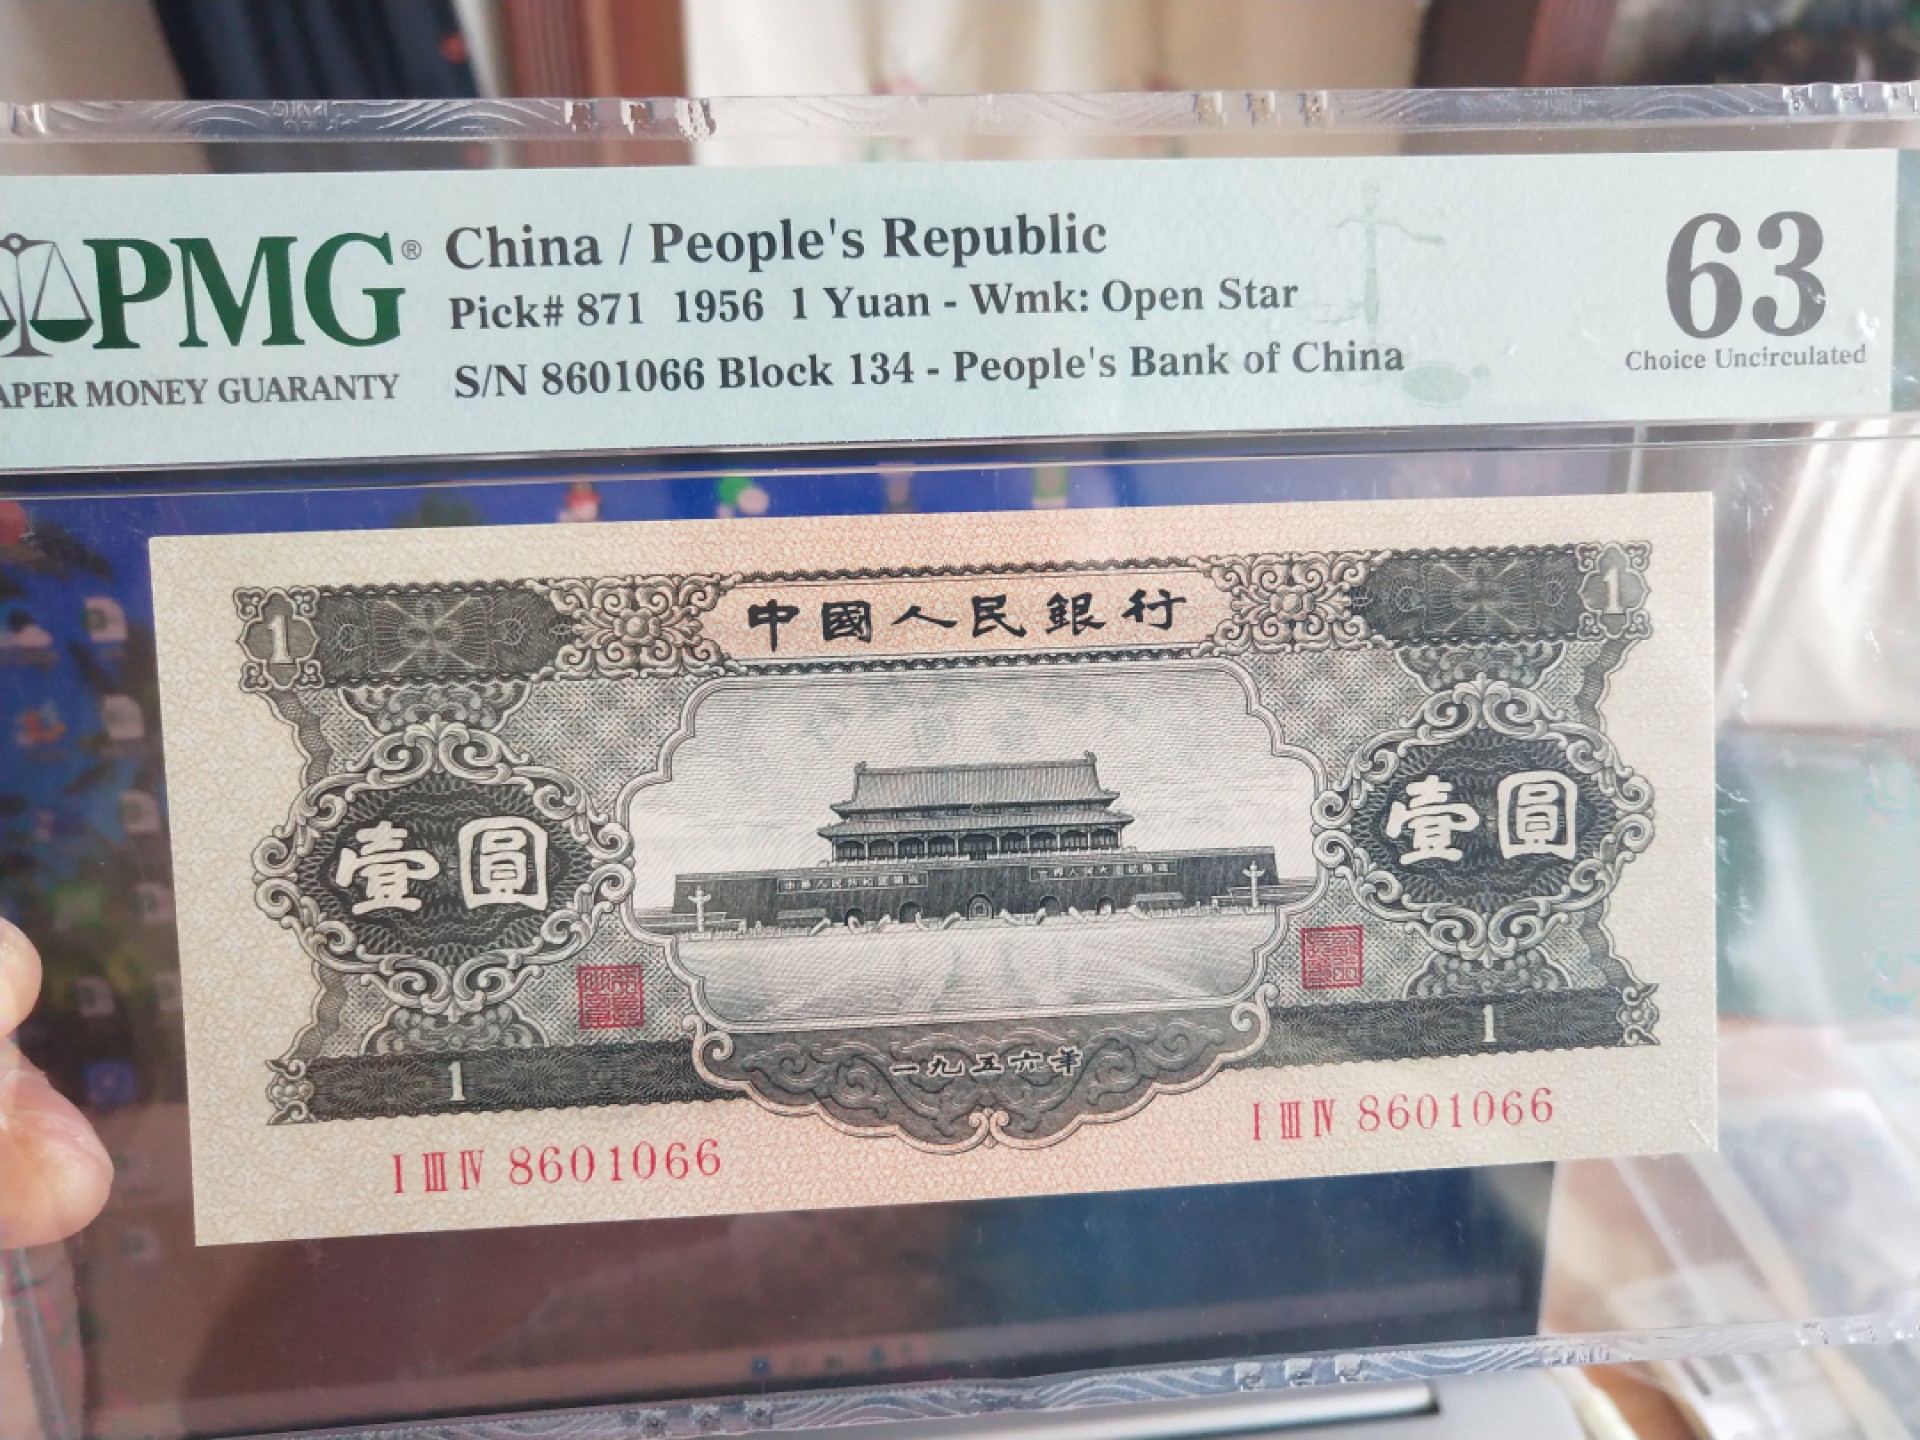 PMG® China / People's Republic 63
Pick# 871 1956 1 Yuan - Wmk: Open Star
Choice Uncirculated
APER MONEY GUARANTY S/N 8601066 Block 134 - People's Bank of China
1 中國人民銀行 1
壹圓 壹圓
1 一九五六年 1
I III IV 8601066 I III IV 8601066